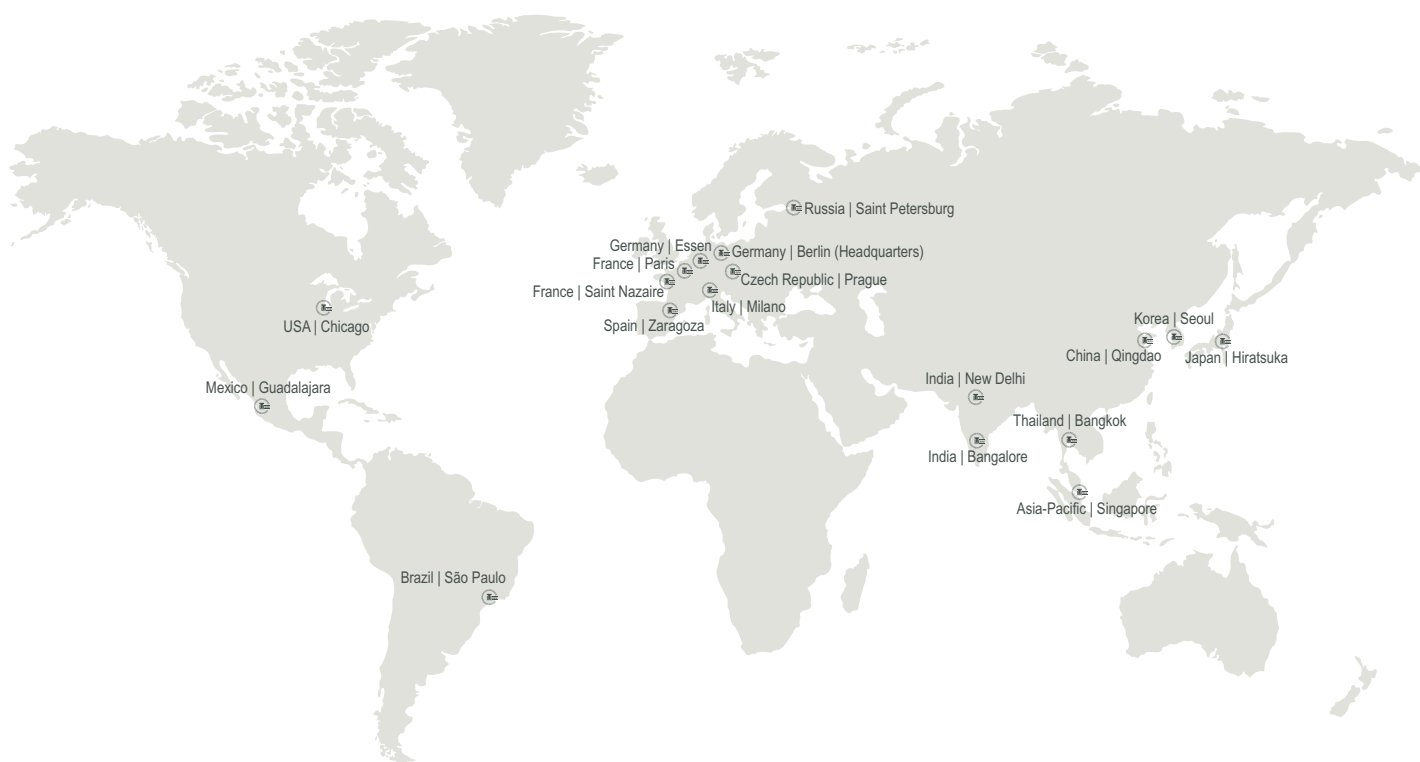 Russia | Saint Petersburg
Germany | Essen
Germany | Berlin (Headquarters)
France | Paris
Czech Republic | Prague
France | Saint Nazaire
Italy | Milano
Spain | Zaragoza
USA | Chicago
Korea | Seoul
China | Qingdao
Japan | Hiratsuka
Mexico | Guadalajara
India | New Delhi
Thailand | Bangkok
India | Bangalore
Asia-Pacific | Singapore
Brazil | São Paulo